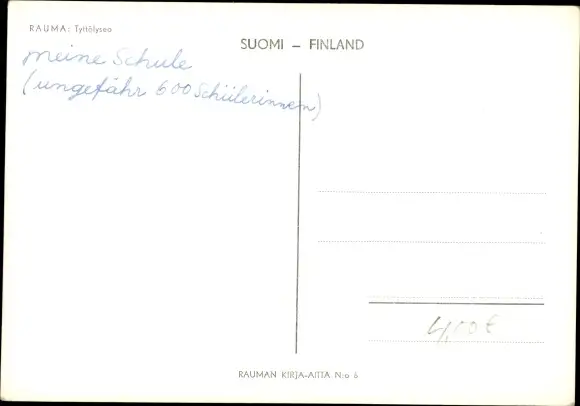 RAUMA: Tyttölyseo
SUOMI – FINLAND
meine Schule
(ungefähr 600 Schülerinnen)
4,00€
RAUMAN KIRJA-AITTA N:o 6